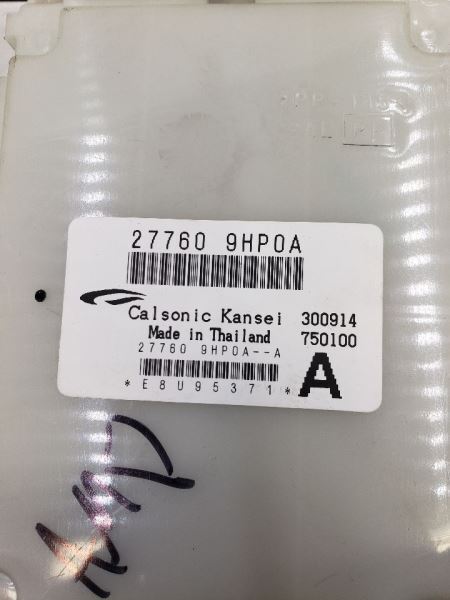 27760 9HP0A
Calsonic Kansei 300914
Made in Thailand 750100
27760 9HP0A--A
*E8U95371*
A